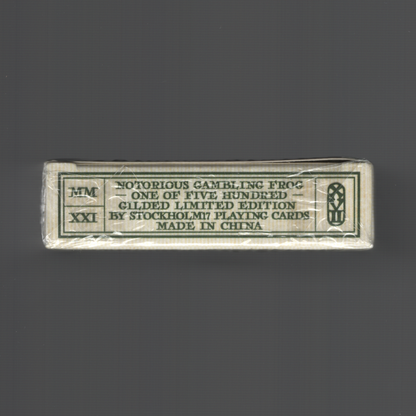 MM
XXI
NOTORIOUS GAMBLING FROG
— ONE OF FIVE HUNDRED —
GILDED LIMITED EDITION
BY STOCKHOLM17 PLAYING CARDS
MADE IN CHINA